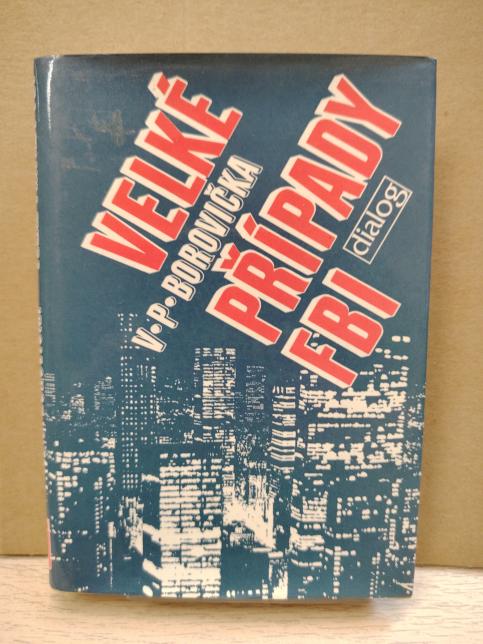 VELKÉ
V•P•BOROVIČKA
PŘÍPADY
FBI
dialog